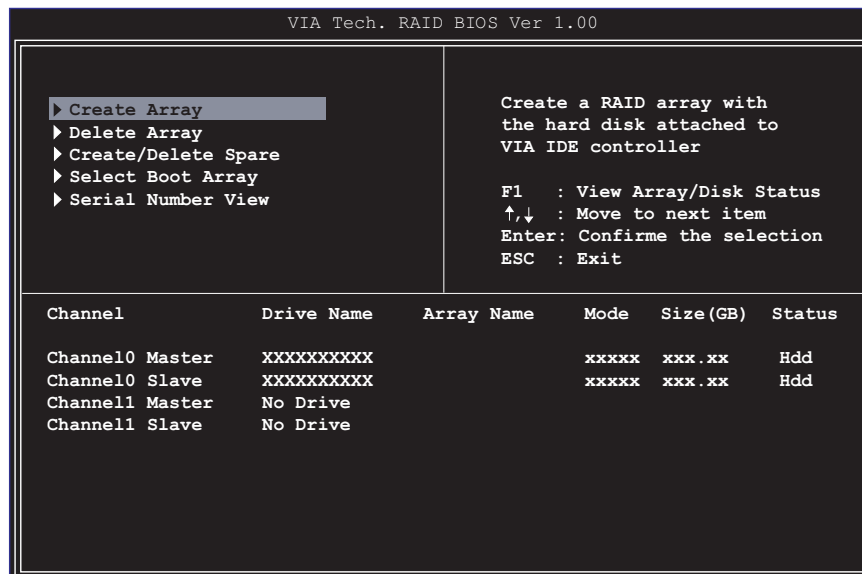 VIA Tech. RAID BIOS Ver 1.00
Create Array
Delete Array
Create/Delete Spare
Select Boot Array
Serial Number View
Create a RAID array with
the hard disk attached to
VIA IDE controller
F1 : View Array/Disk Status
↑,↓ : Move to next item
Enter: Confirme the selection
ESC : Exit
Channel Drive Name Array Name Mode Size(GB) Status
Channel0 Master XXXXXXXXXX xxxxx xxx.xx Hdd
Channel0 Slave XXXXXXXXXX xxxxx xxx.xx Hdd
Channel1 Master No Drive
Channel1 Slave No Drive